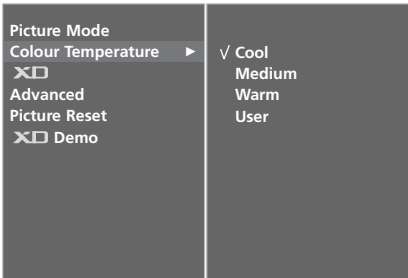 Picture Mode
Colour Temperature ►
XD
Advanced
Picture Reset
XD Demo
√ Cool
Medium
Warm
User